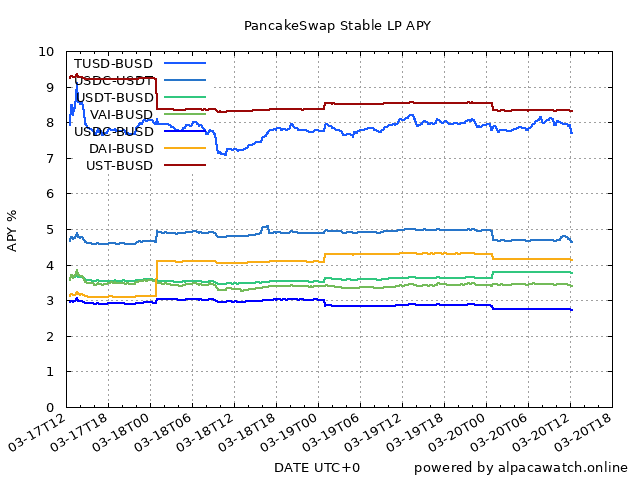 PancakeSwap Stable LP APY
10
9
8
7
6
5
4
3
2
1
0
APY %
TUSD-BUSD
USDC-USDT
USDT-BUSD
VAI-BUSD
USDC-BUSD
DAI-BUSD
UST-BUSD
03-17T12
03-17T18
03-18T00
03-18T06
03-18T12
03-18T18
03-19T00
03-19T06
03-19T12
03-19T18
03-20T00
03-20T06
03-20T12
03-20T18
DATE UTC+0
powered by alpacawatch.online